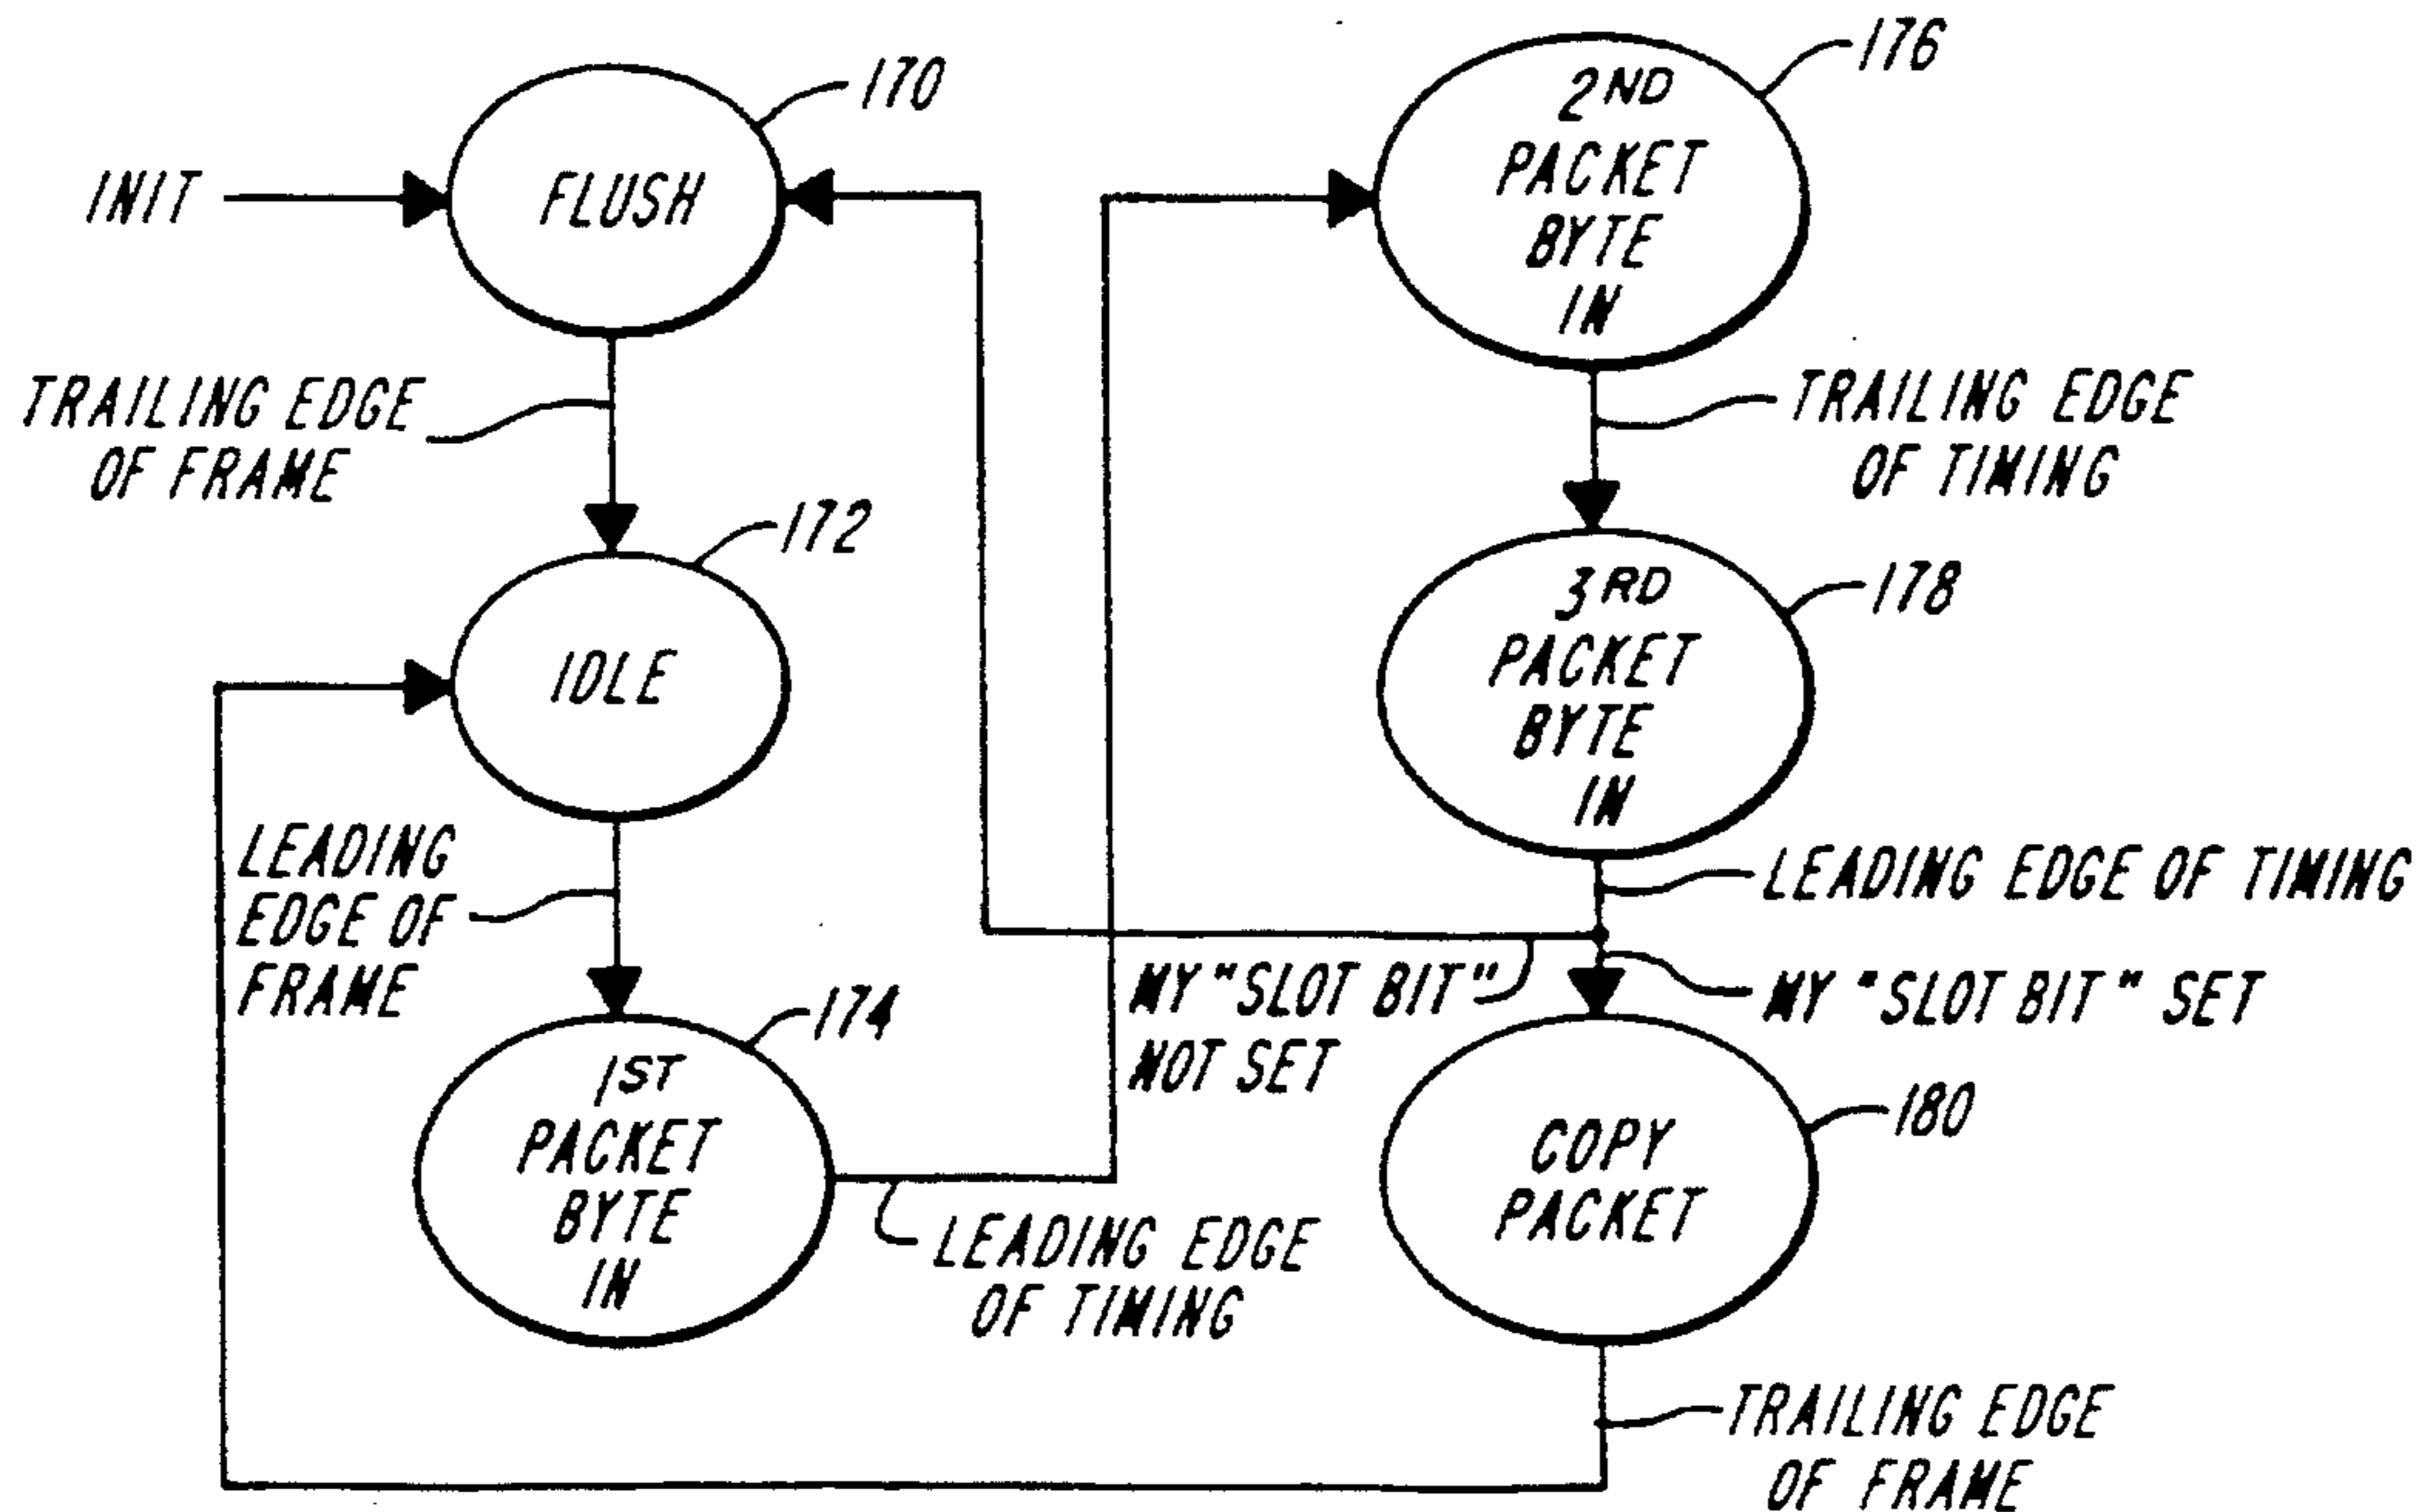 170
INIT
FLUSH
TRAILING EDGE
OF FRAME
172
IDLE
LEADING
EDGE OF
FRAME
174
1ST
PACKET
BYTE
IN
LEADING EDGE
OF TIMING
176
2ND
PACKET
BYTE
IN
TRAILING EDGE
OF TIMING
178
3RD
PACKET
BYTE
IN
LEADING EDGE OF TIMING
MY "SLOT BIT"
NOT SET
MY "SLOT BIT" SET
180
COPY
PACKET
TRAILING EDGE
OF FRAME